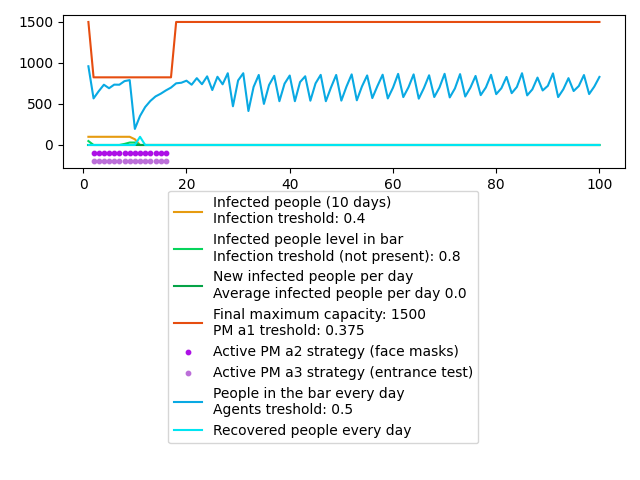 1500
1000
500
0
0 20 40 60 80 100
Infected people (10 days)
Infection treshold: 0.4
Infected people level in bar
Infection treshold (not present): 0.8
New infected people per day
Average infected people per day 0.0
Final maximum capacity: 1500
PM a1 treshold: 0.375
Active PM a2 strategy (face masks)
Active PM a3 strategy (entrance test)
People in the bar every day
Agents treshold: 0.5
Recovered people every day